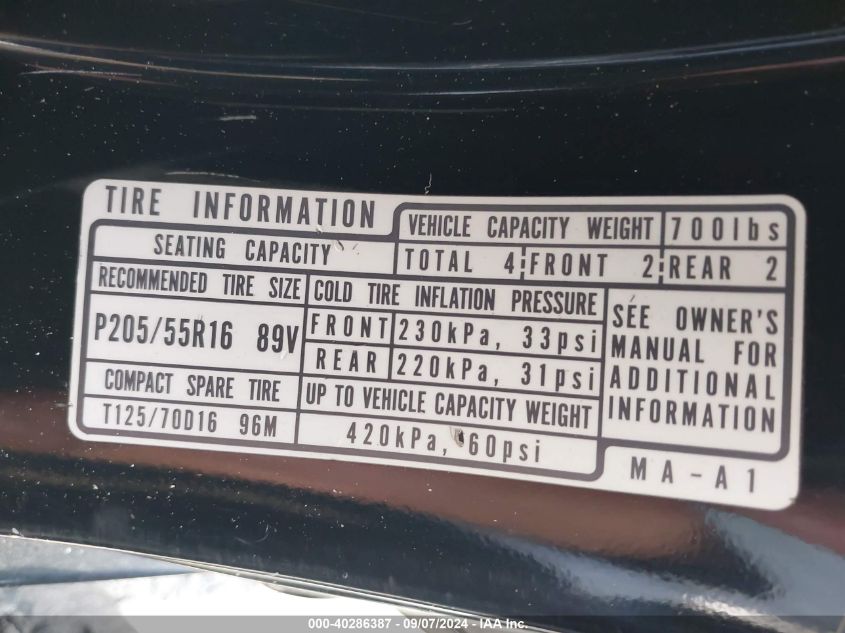 TIRE INFORMATION
VEHICLE CAPACITY WEIGHT 700lbs
SEATING CAPACITY
TOTAL 4 FRONT 2 REAR 2
RECOMMENDED TIRE SIZE
COLD TIRE INFLATION PRESSURE
P205/55R16 89V
FRONT 230kPa, 33psi
REAR 220kPa, 31psi
SEE OWNER'S
MANUAL FOR
ADDITIONAL
INFORMATION
COMPACT SPARE TIRE
UP TO VEHICLE CAPACITY WEIGHT
T125/70D16 96M
420kPa, 60psi
MA-A1
000-40286387 - 09/07/2024 - IAA Inc.